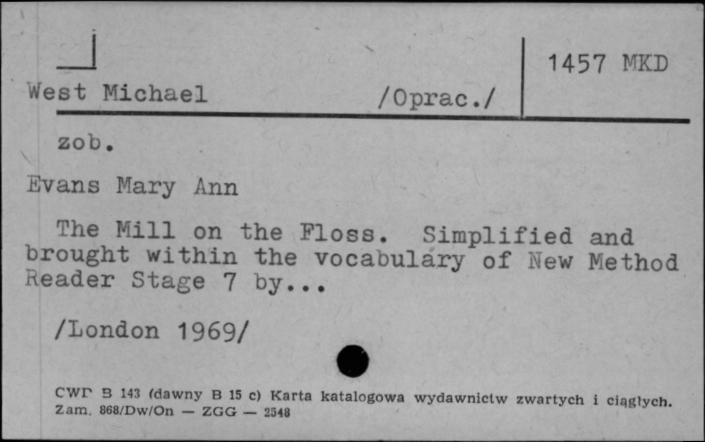 1457 MKD
West Michael /Oprac./
zob.
Evans Mary Ann
The Mill on the Floss. Simplified and
brought within the vocabulary of New Method
Reader Stage 7 by...
/London 1969/
CWD B 143 (dawny B 15 c) Karta katalogowa wydawnictw zwartych i ciągłych.
Zam. 868/Dw/On — ZGG — 2548